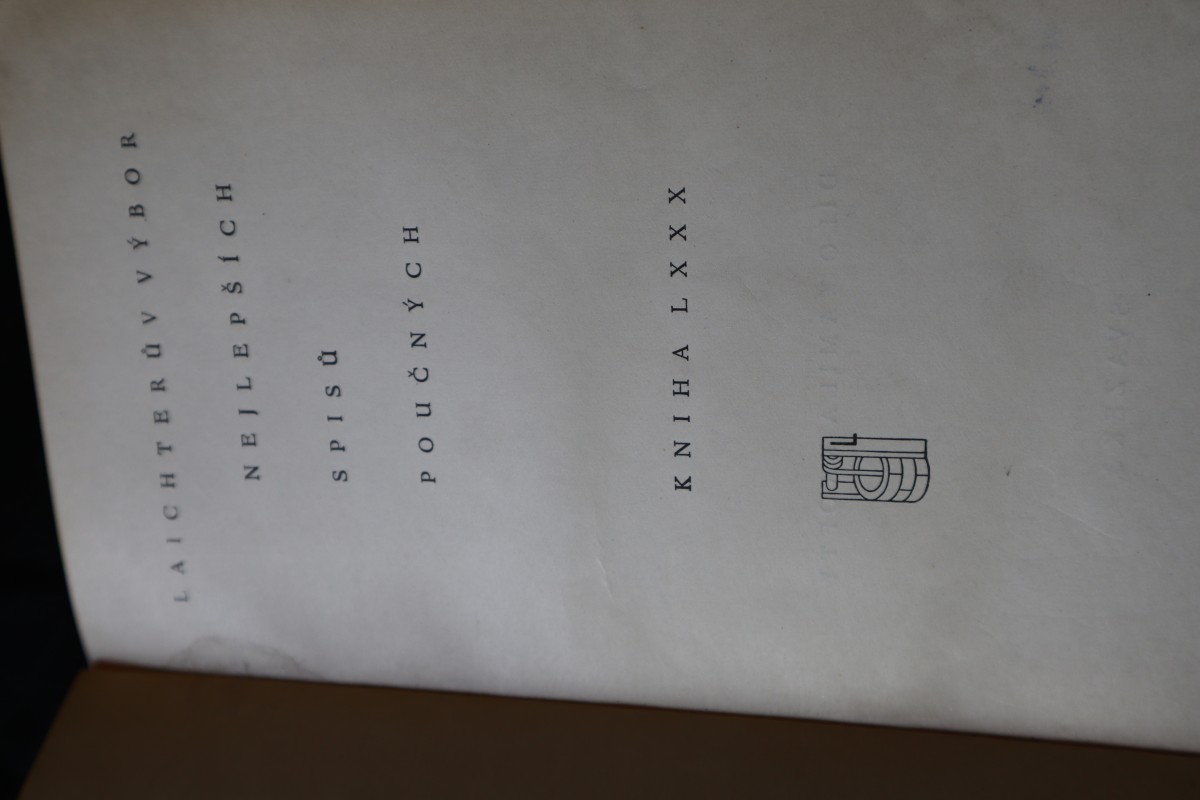 LAICHTERŮV VÝBOR
NEJLEPŠÍCH
SPISŮ
POUČNÝCH
KNIHA LXXX